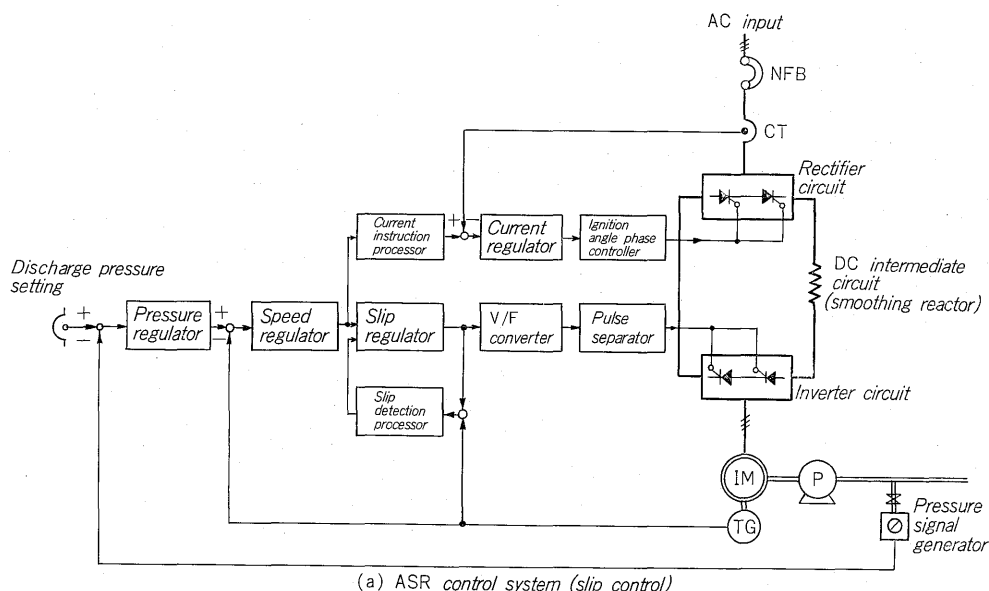 AC input
NFB
CT
Rectifier
circuit
Current
instruction
processor
+
−
Current
regulator
Ignition
angle phase
controller
DC intermediate
circuit
(smoothing reactor)
Discharge pressure
setting
+
−
Pressure
regulator
+
−
Speed
regulator
Slip
regulator
V/F
converter
Pulse
separator
Slip
detection
processor
Inverter circuit
IM
P
TG
Pressure
signal
generator
(a) ASR control system (slip control)